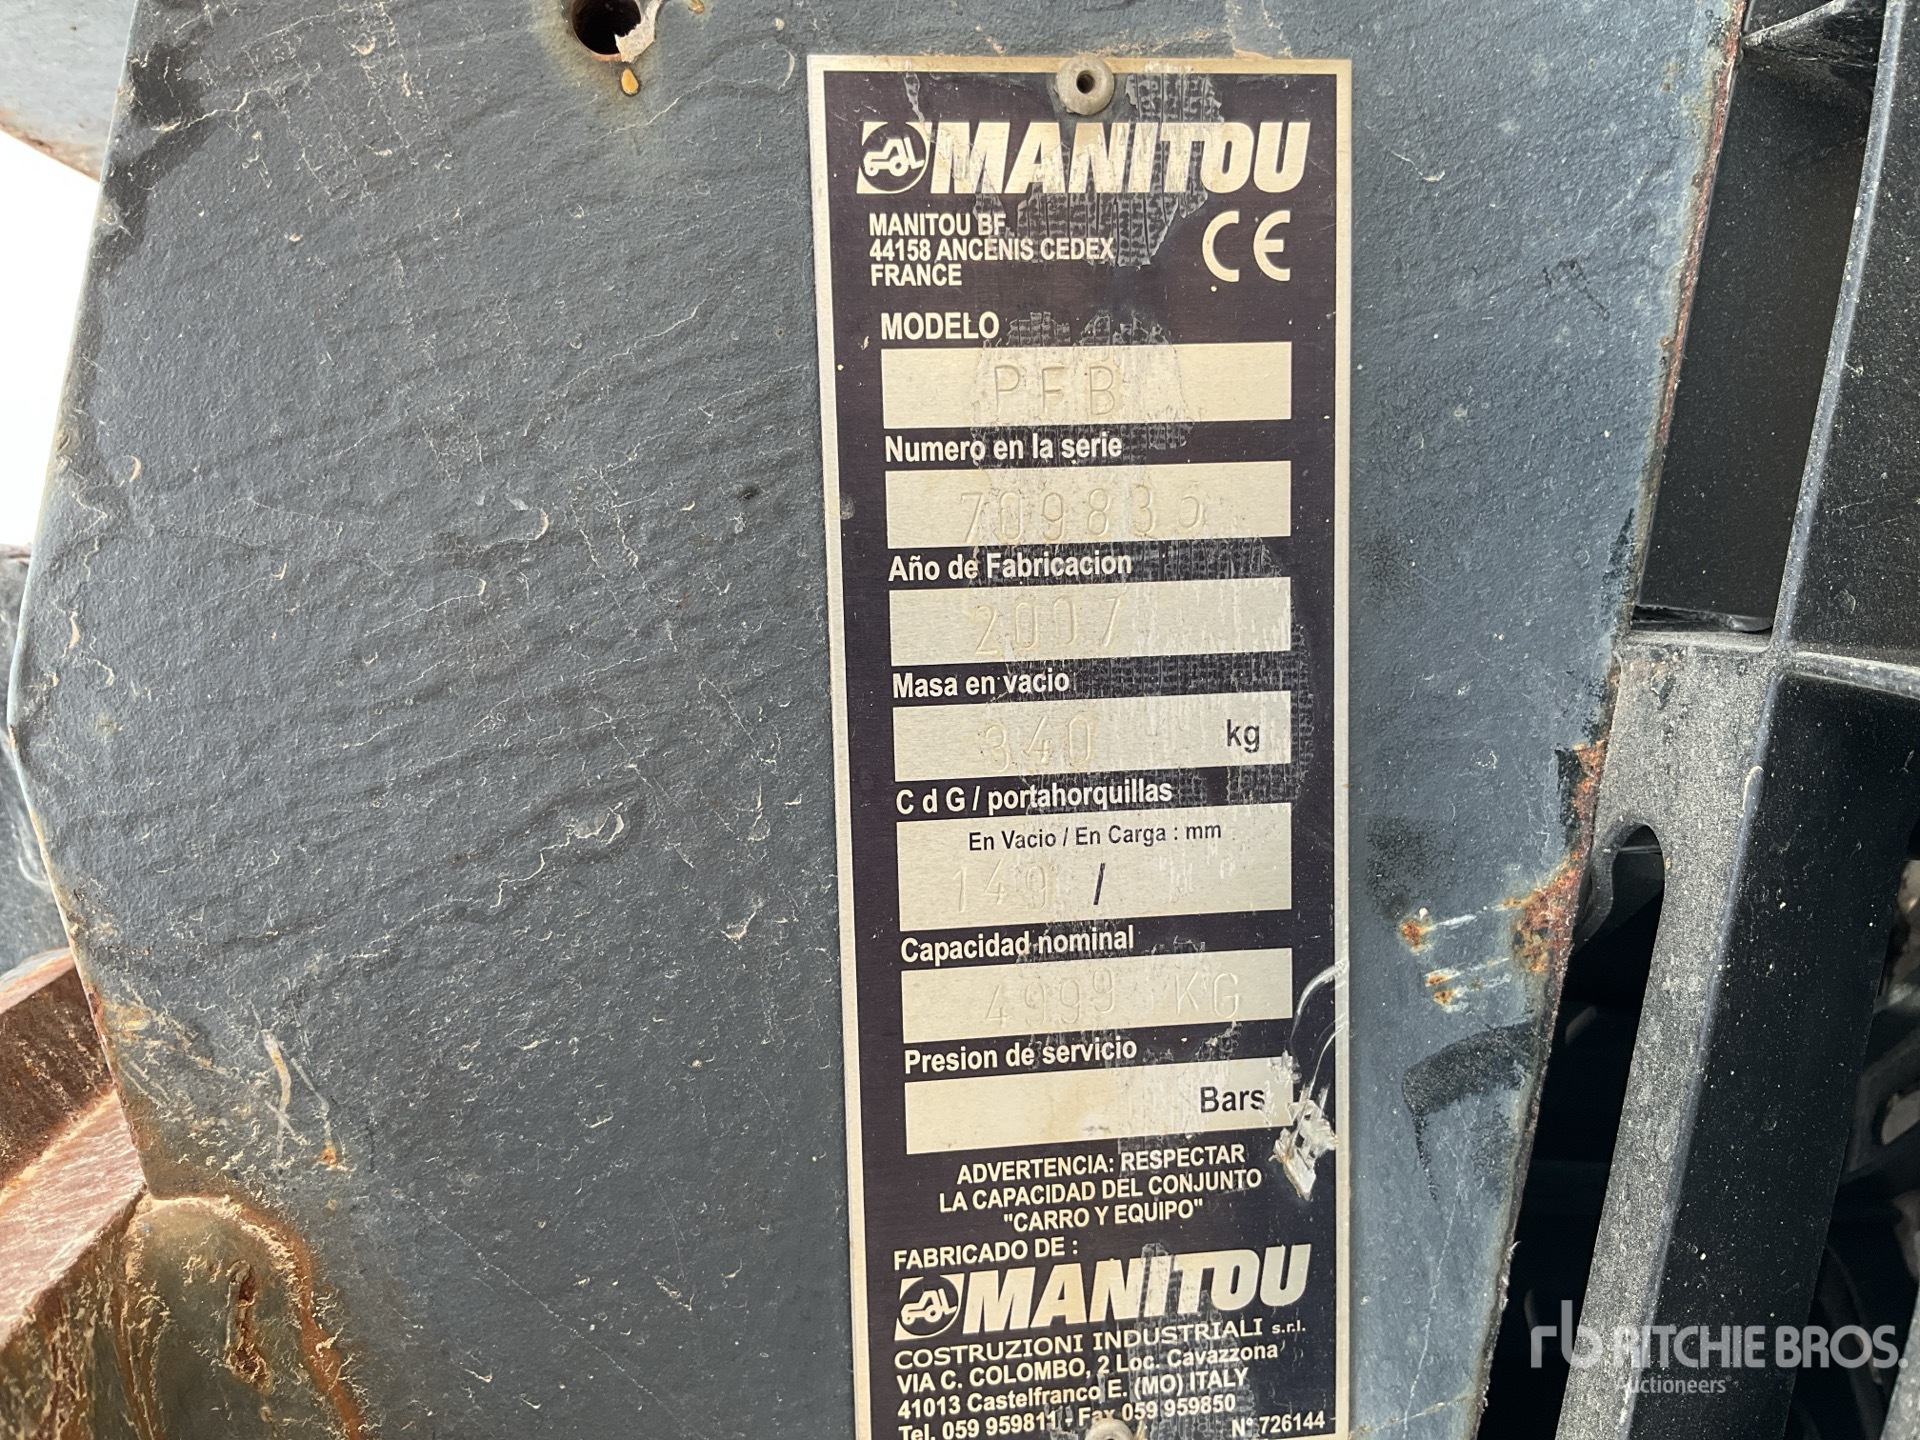 MANITOU
MANITOU BF
44158 ANCENIS CEDEX
FRANCE
CE
MODELO
PFB
Numero en la serie
709835
Año de Fabricacion
2007
Masa en vacio
340 kg
C d G / portahorquillas
En Vacio / En Carga : mm
149 /
Capacidad nominal
4999 KG
Presion de servicio
Bars
ADVERTENCIA: RESPECTAR
LA CAPACIDAD DEL CONJUNTO
"CARRO Y EQUIPO"
FABRICADO DE :
MANITOU
COSTRUZIONI INDUSTRIALI s.r.l.
VIA C. COLOMBO, 2 Loc. Cavazzona
41013 Castelfranco E. (MO) ITALY
Tel. 059 959811 - Fax 059 959850
N° 726144
rb RITCHIE BROS.
Auctioneers